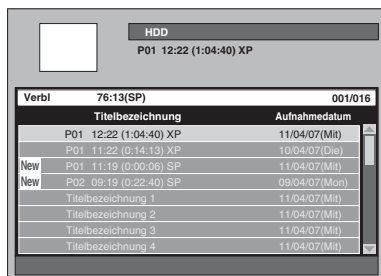 HDD
P01 12:22 (1:04:40) XP
Verbl 76:13(SP) 001/016
Titelbezeichnung Aufnahmedatum
P01 12:22 (1:04:40) XP 11/04/07(Mit)
P01 11:22 (0:14:13) XP 10/04/07(Die)
New P01 11:19 (0:00:06) SP 11/04/07(Mit)
New P02 09:19 (0:22:40) SP 09/04/07(Mon)
Titelbezeichnung 1 11/04/07(Mit)
Titelbezeichnung 2 11/04/07(Mit)
Titelbezeichnung 3 11/04/07(Mit)
Titelbezeichnung 4 11/04/07(Mit)